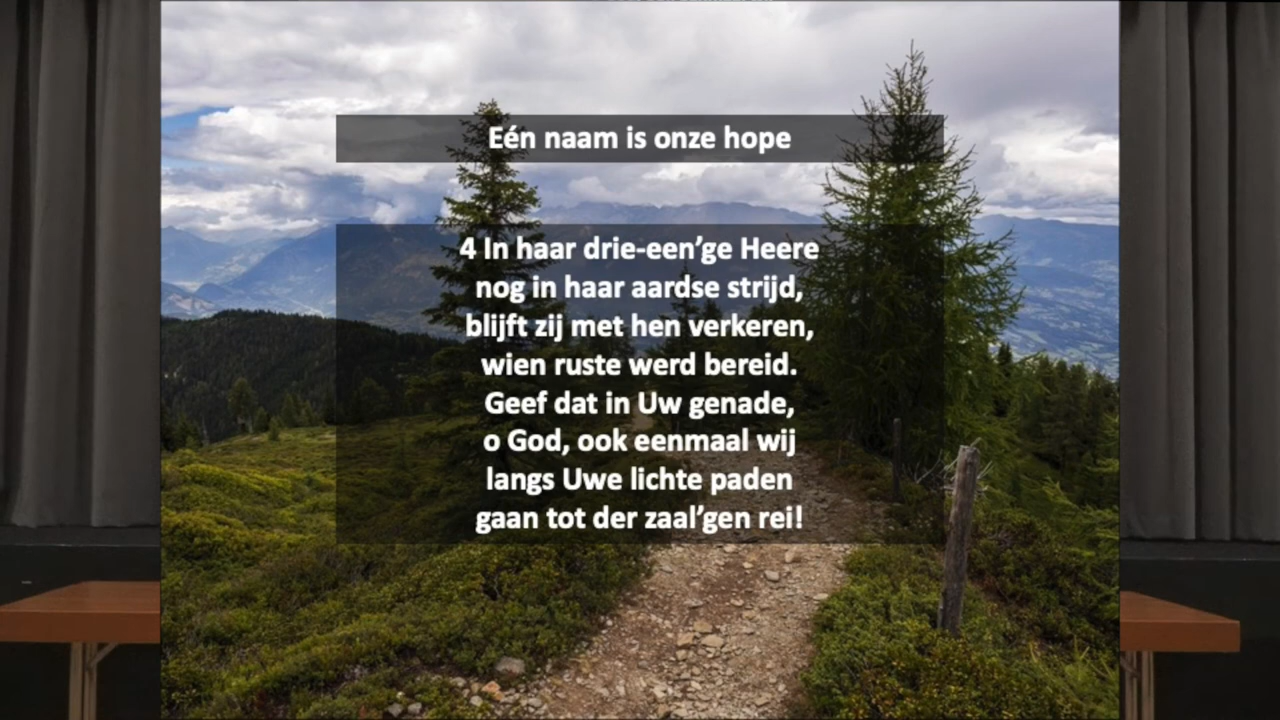 Eén naam is onze hope
4 In haar drie-een’ge Heere
nog in haar aardse strijd,
blijft zij met hen verkeren,
wien ruste werd bereid.
Geef dat in Uw genade,
o God, ook eenmaal wij
langs Uwe lichte paden
gaan tot der zaal’gen rei!